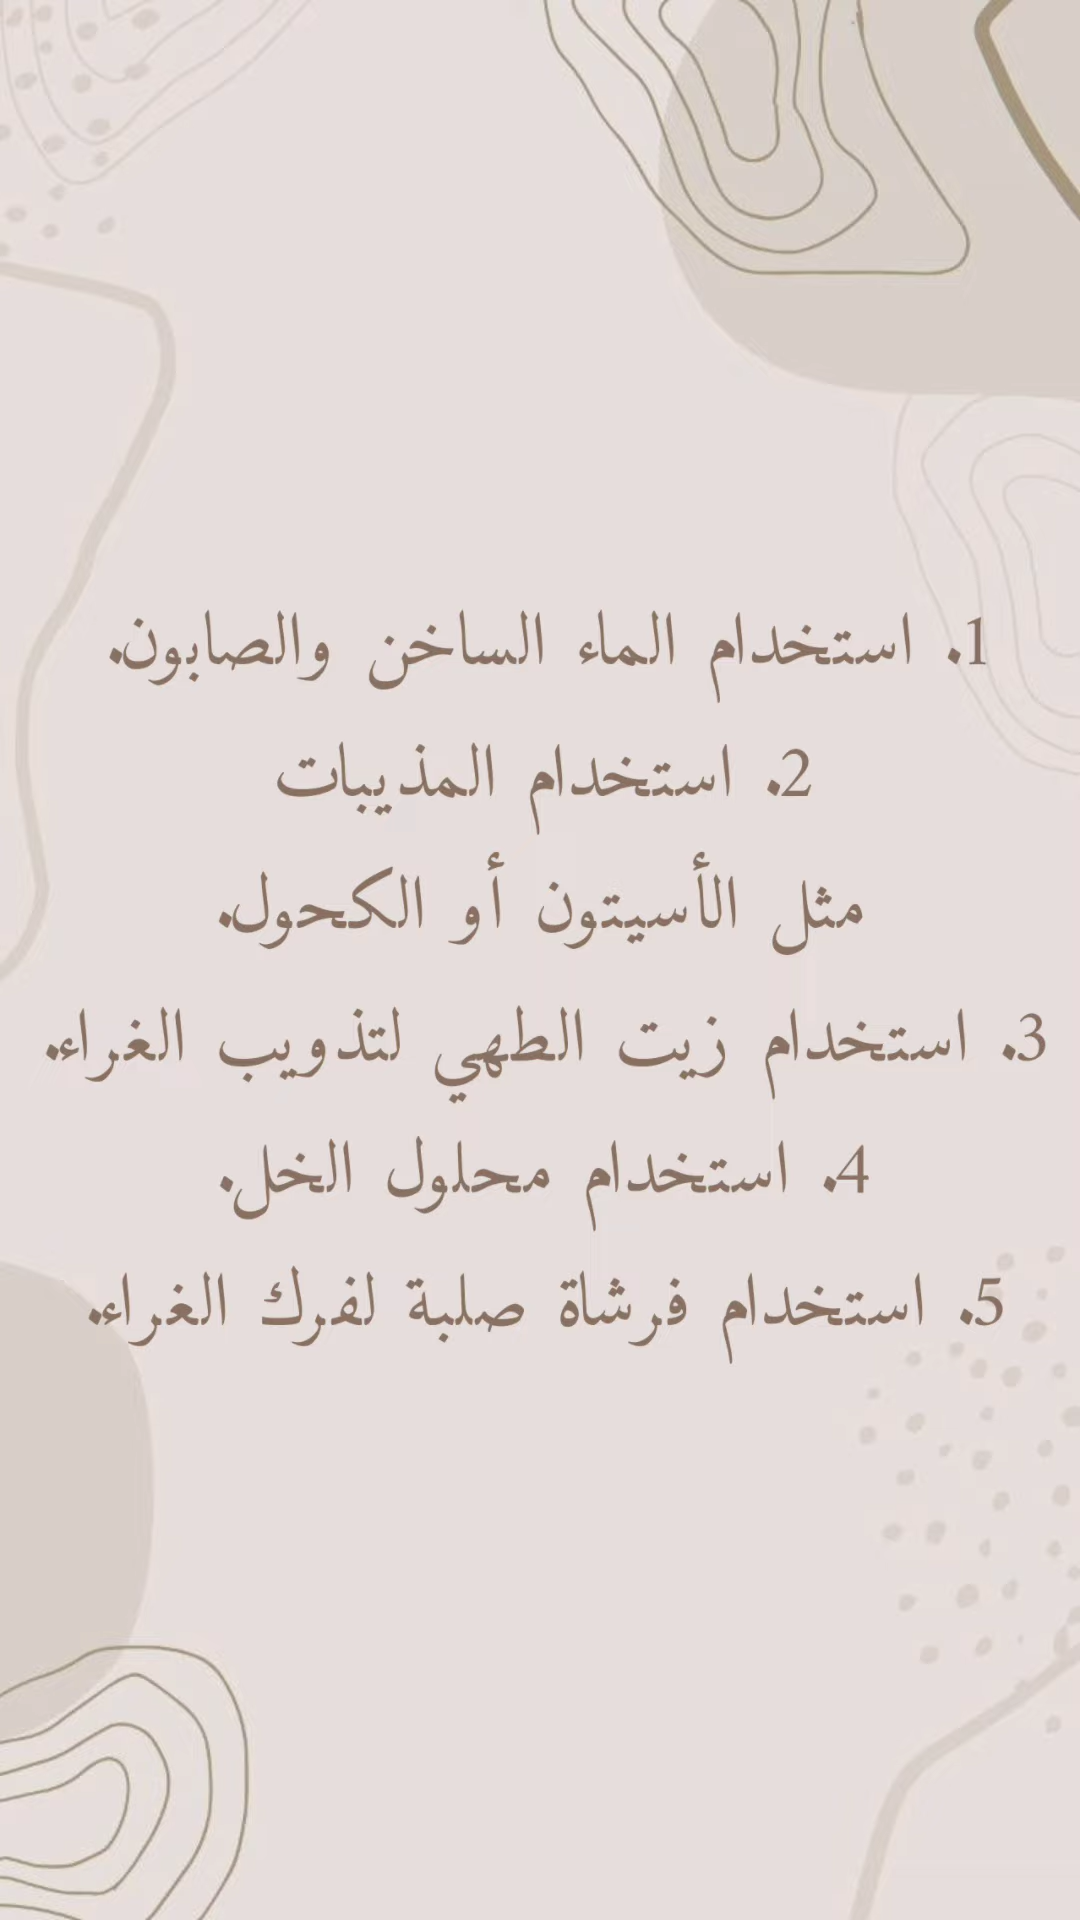 1. استخدام الماء الساخن والصابون.
2. استخدام المذيبات
مثل الأسيتون أو الكحول.
3. استخدام زيت الطهي لتذويب الغراء.
4. استخدام محلول الخل.
5. استخدام فرشاة صلبة لفرك الغراء.